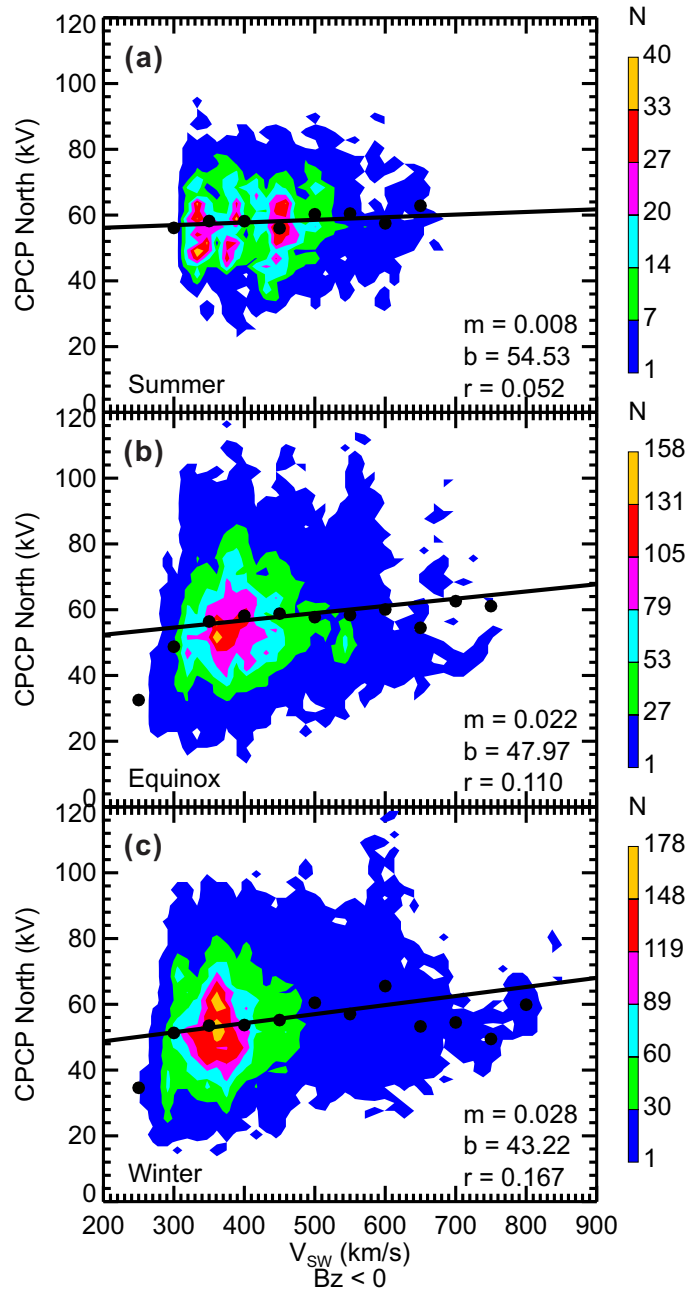 N
120
(a)
40
100
33
80
27
CPCP North (kV)
60
20
40
14
m = 0.008
7
20
b = 54.53
Summer
r = 0.052
1
0
N
120
(b)
158
100
131
80
105
CPCP North (kV)
60
79
40
53
m = 0.022
27
20
b = 47.97
Equinox
r = 0.110
1
0
N
120
(c)
178
100
148
80
119
CPCP North (kV)
60
89
40
60
m = 0.028
30
20
b = 43.22
Winter
r = 0.167
1
0
200 300 400 500 600 700 800 900
V_SW (km/s)
Bz < 0